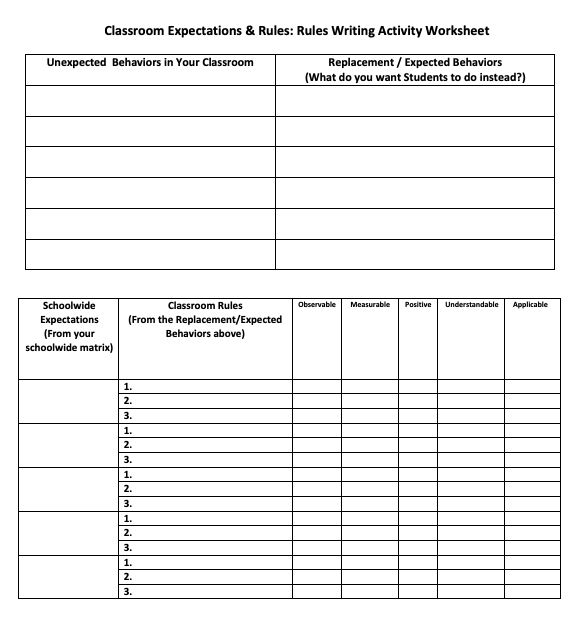 Classroom Expectations & Rules: Rules Writing Activity Worksheet
Unexpected  Behaviors in Your Classroom
Replacement / Expected Behaviors
(What do you want Students to do instead?)
Schoolwide
Expectations
(From your
schoolwide matrix)
Classroom Rules
(From the Replacement/Expected
Behaviors above)
Observable
Measurable
Positive
Understandable
Applicable
1.
2.
3.
1.
2.
3.
1.
2.
3.
1.
2.
3.
1.
2.
3.